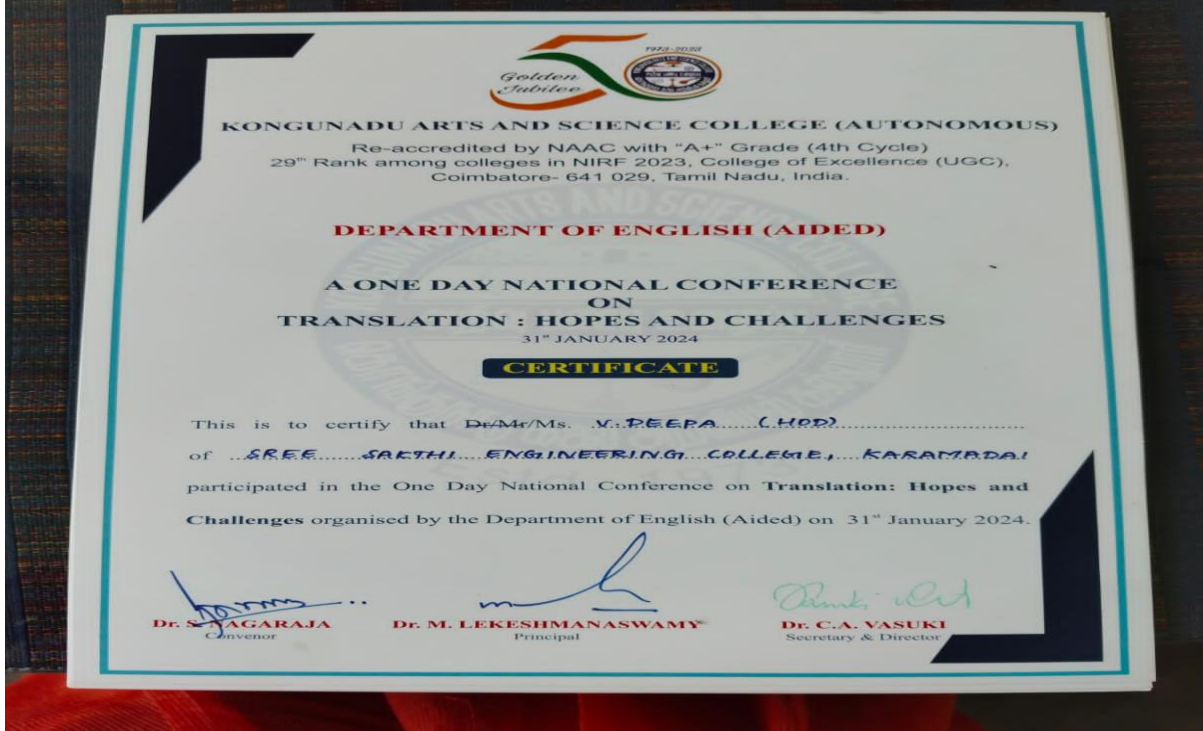 1973-2023
Golden
Jubilee
KONGUNADU ARTS AND SCIENCE COLLEGE (AUTONOMOUS)
Re-accredited by NAAC with "A+" Grade (4th Cycle)
29th Rank among colleges in NIRF 2023, College of Excellence (UGC),
Coimbatore- 641 029, Tamil Nadu, India.
DEPARTMENT OF ENGLISH (AIDED)
A ONE DAY NATIONAL CONFERENCE
ON
TRANSLATION : HOPES AND CHALLENGES
31st JANUARY 2024
CERTIFICATE
This is to certify that Dr/Mr/Ms. V. DEEPA (HOD)
of SREE SAKTHI ENGINEERING COLLEGE, KARAMADAI
participated in the One Day National Conference on Translation: Hopes and
Challenges organised by the Department of English (Aided) on 31st January 2024.
Dr. S. NAGARAJA Dr. M. LEKESHMANASWAMY Dr. C.A. VASUKI
Convenor Principal Secretary & Director